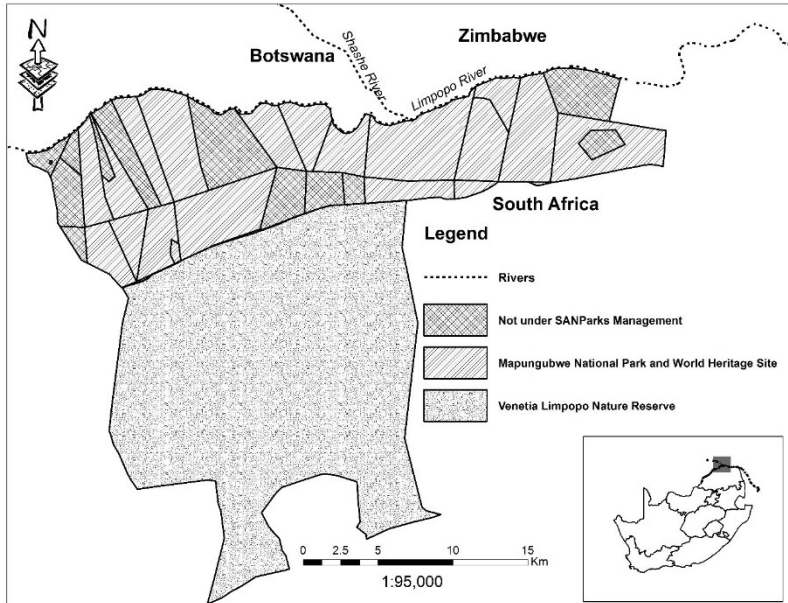 N
Zimbabwe
Botswana
Shashe River
Limpopo River
South Africa
Legend
Rivers
Not under SANParks Management
Mapungubwe National Park and World Heritage Site
Venetia Limpopo Nature Reserve
0 2.5 5 10 15
Km
1:95,000